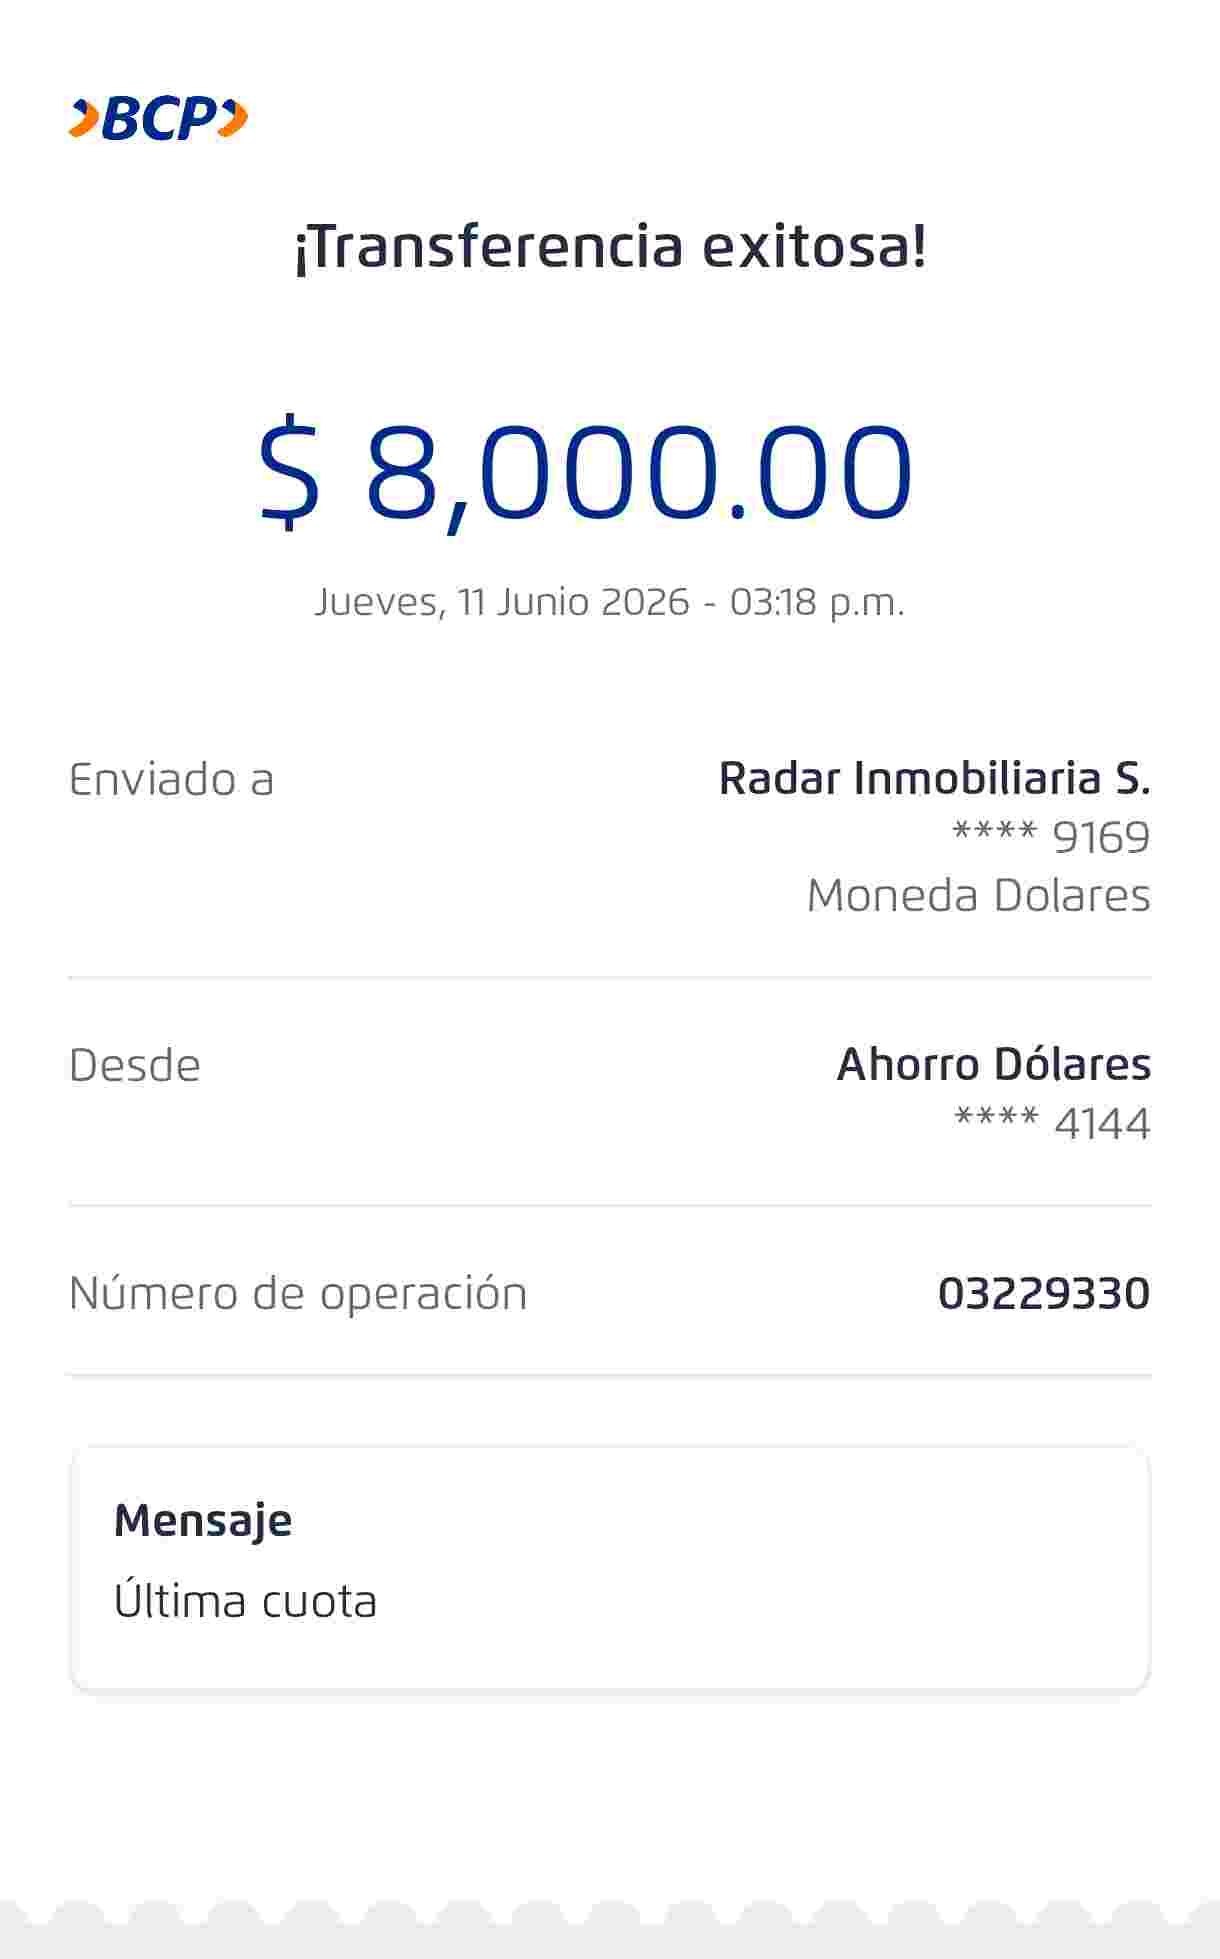 BCP
¡Transferencia exitosa!
$ 8,000.00
Jueves, 11 Junio 2026 - 03:18 p.m.
Enviado a
Radar Inmobiliaria S.
**** 9169
Moneda Dolares
Desde
Ahorro Dólares
**** 4144
Número de operación
03229330
Mensaje
Última cuota